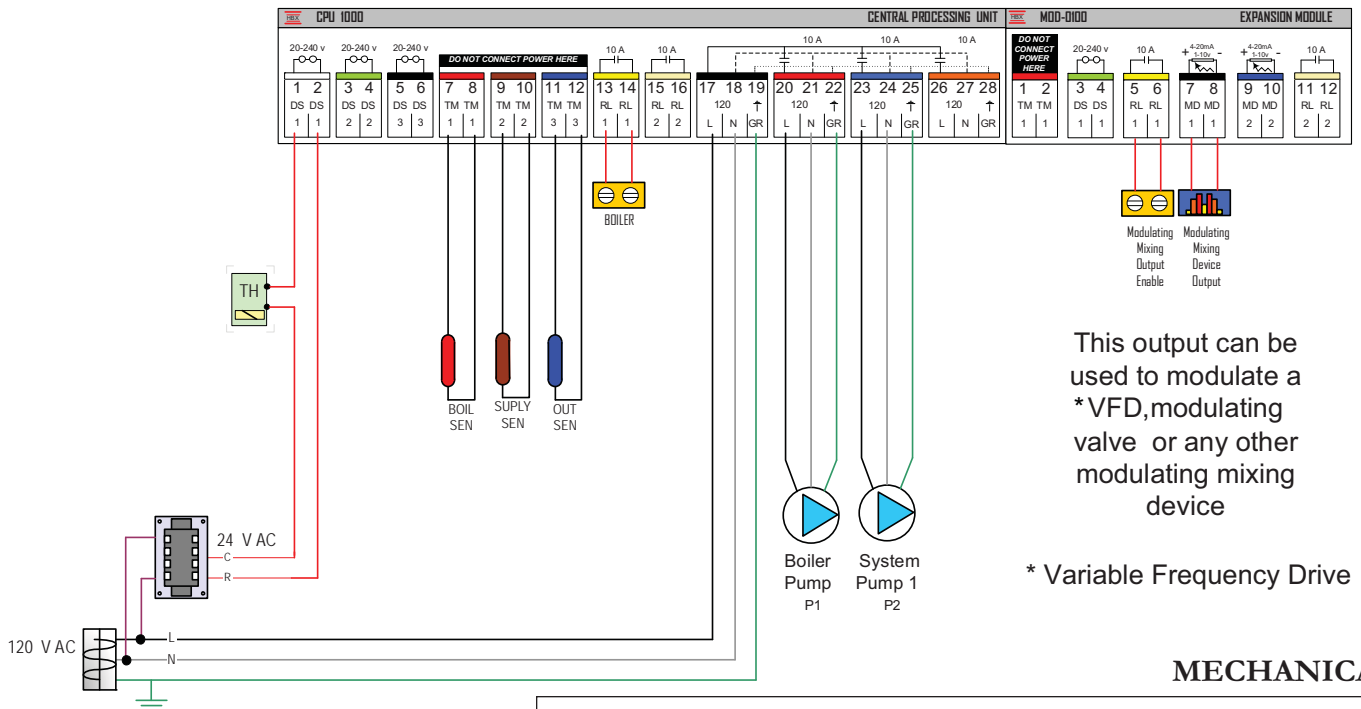 HBX CPU 1000 CENTRAL PROCESSING UNIT HBX MOD-0100 EXPANSION MODULE
20-240 v 20-240 v 20-240 v 10 A 10 A 10 A 10 A 10 A
DO NOT CONNECT POWER HERE
DO NOT
CONNECT
POWER
HERE
20-240 v 10 A + 4-20mA 1-10v - + 4-20mA 1-10v - 10 A
1 2 3 4 5 6 7 8 9 10 11 12 13 14 15 16 17 18 19 20 21 22 23 24 25 26 27 28 1 2 3 4 5 6 7 8 9 10 11 12
DS DS DS DS DS DS TM TM TM TM TM TM RL RL RL RL 120 120 120 120 TM TM DS DS RL RL MD MD MD MD RL RL
1 1 2 2 3 3 1 1 2 2 3 3 1 1 2 2 L N GR L N GR L N GR L N GR 1 1 1 1 1 1 1 1 2 2 2 2
BOILER
Modulating
Mixing
Output
Enable
Modulating
Mixing
Device
Output
TH
BOIL
SEN
SUPLY
SEN
OUT
SEN
This output can be
used to modulate a
*VFD,modulating
valve or any other
modulating mixing
device
24 V AC
C
R
Boiler
Pump
P1
System
Pump 1
P2
* Variable Frequency Drive
120 V AC
L
N
MECHANICA